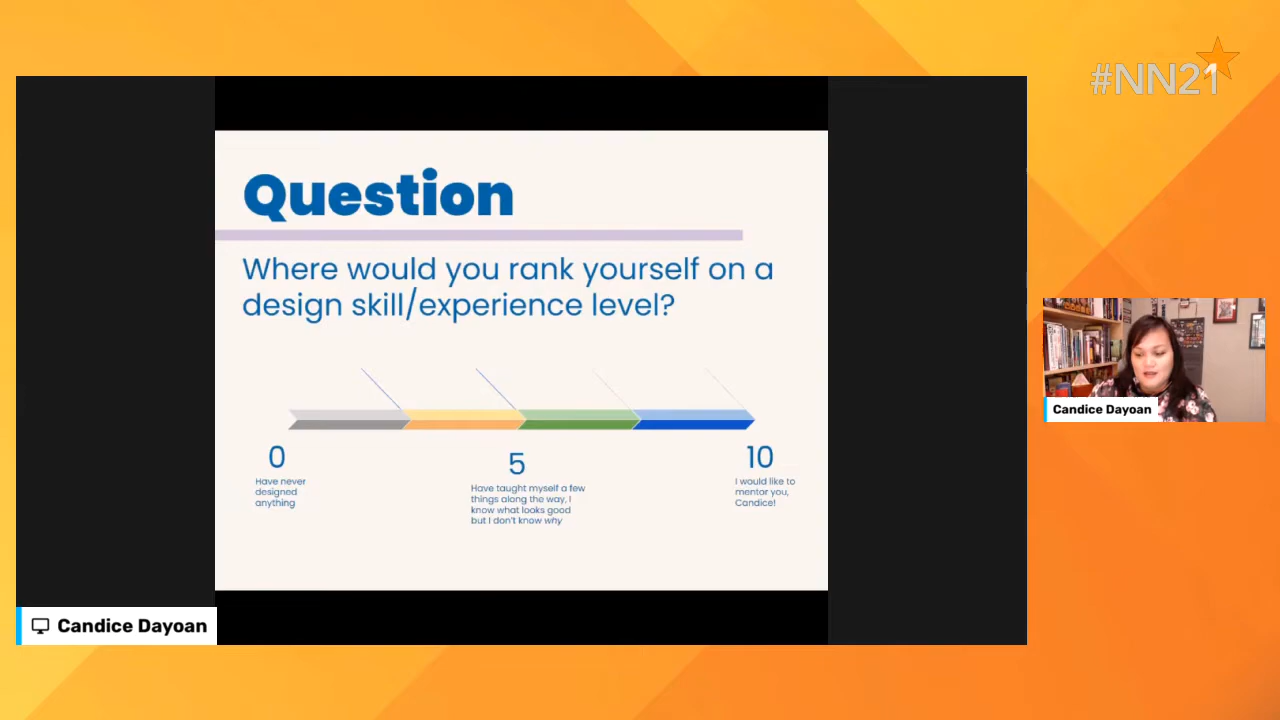 #NN21
Question
Where would you rank yourself on a
design skill/experience level?
0
Have never
designed
anything
5
Have taught myself a few
things along the way, I
know what looks good
but I don't know why
10
I would like to
mentor you,
Candice!
Candice Dayoan
Candice Dayoan